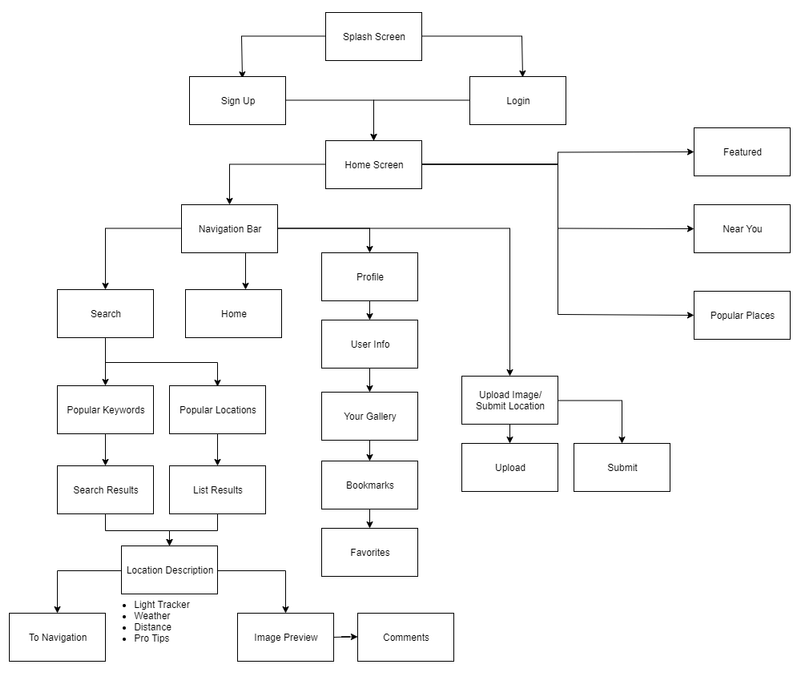 Splash Screen
Sign Up
Login
Home Screen
Featured
Navigation Bar
Near You
Profile
Search
Home
Popular Places
User Info
Popular Keywords
Popular Locations
Your Gallery
Upload Image/
Submit Location
Search Results
List Results
Bookmarks
Upload
Submit
Favorites
Location Description
• Light Tracker
• Weather
• Distance
• Pro Tips
To Navigation
Image Preview
Comments